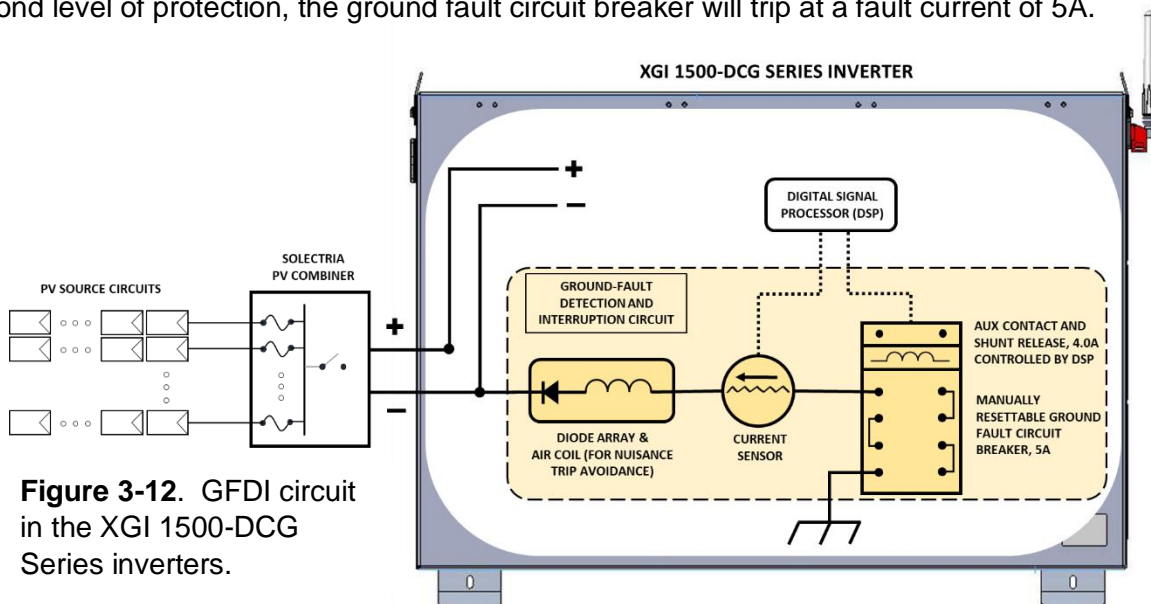 ond level of protection, the ground fault circuit breaker will trip at a fault current of 5A.
XGI 1500-DCG SERIES INVERTER
+
−
DIGITAL SIGNAL
PROCESSOR (DSP)
SOLECTRIA
PV COMBINER
PV SOURCE CIRCUITS
+
−
GROUND-FAULT
DETECTION AND
INTERRUPTION CIRCUIT
AUX CONTACT AND
SHUNT RELEASE, 4.0A
CONTROLLED BY DSP
MANUALLY
RESETTABLE GROUND
FAULT CIRCUIT
BREAKER, 5A
DIODE ARRAY &
AIR COIL (FOR NUISANCE
TRIP AVOIDANCE)
CURRENT
SENSOR
Figure 3-12. GFDI circuit
in the XGI 1500-DCG
Series inverters.